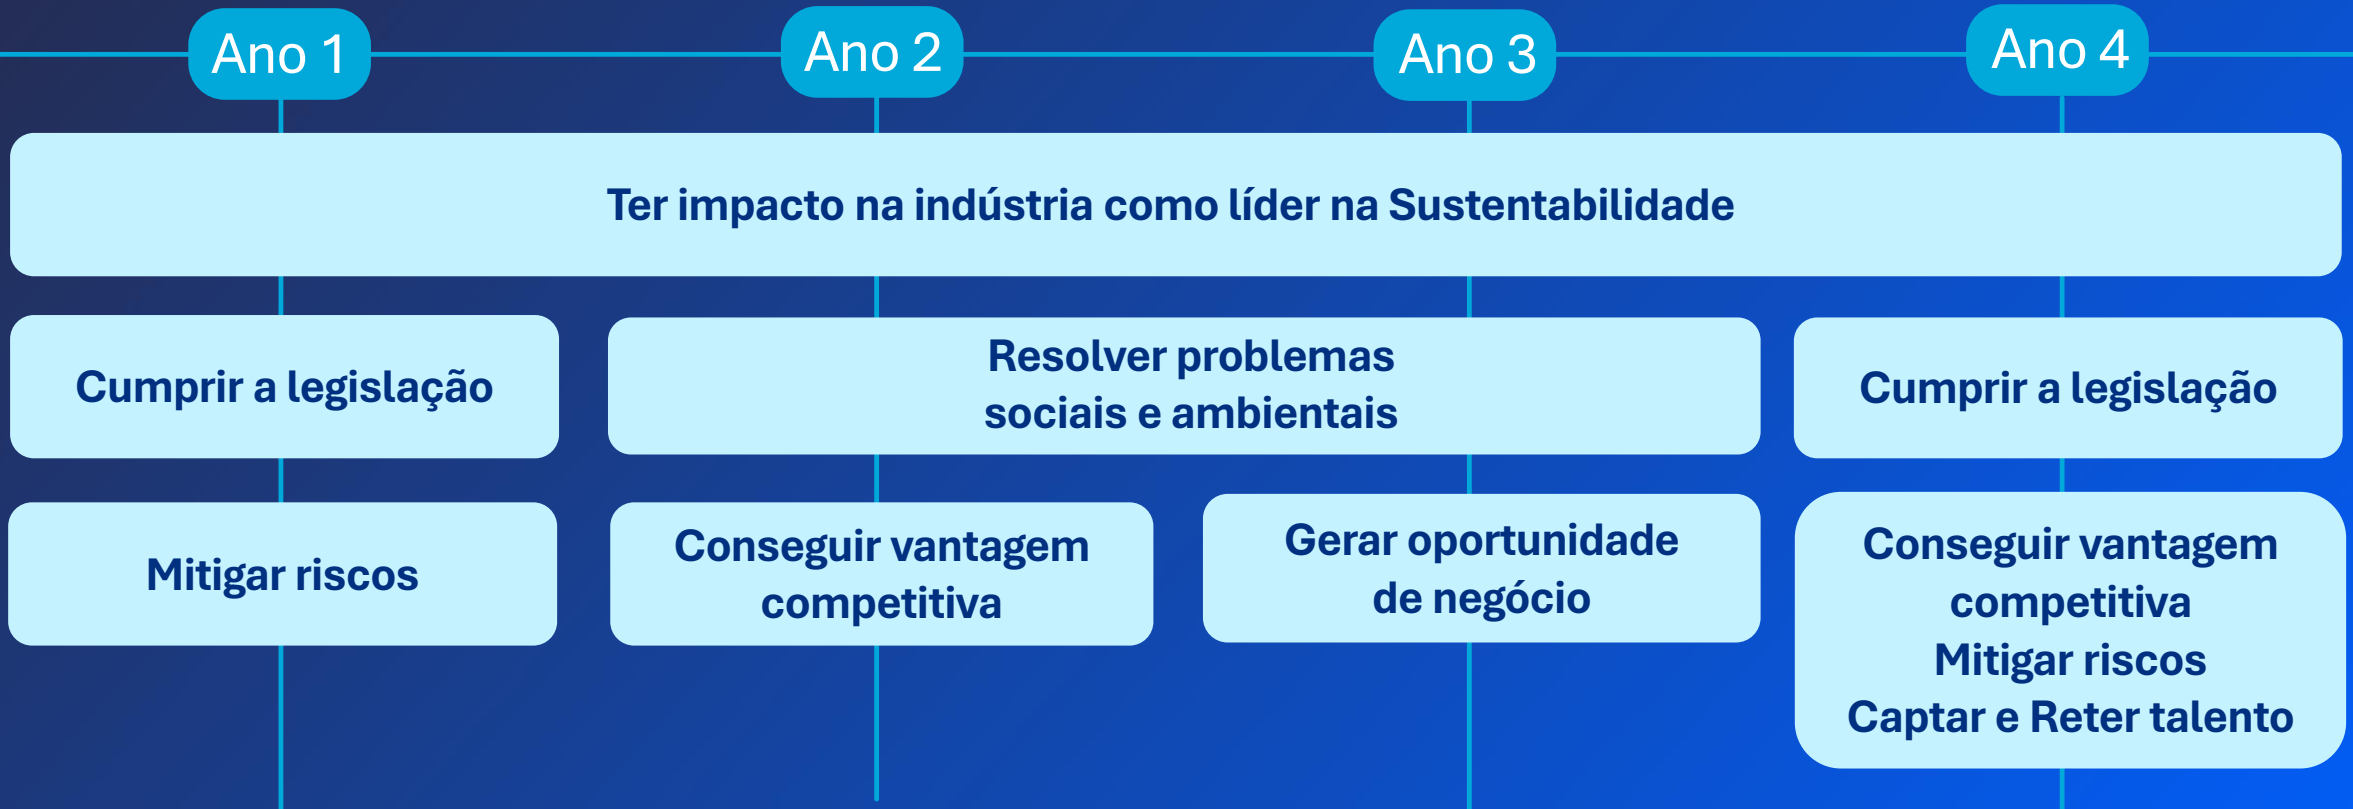 Ano 1
Ano 2
Ano 3
Ano 4
Ter impacto na indústria como líder na Sustentabilidade
Cumprir a legislação
Resolver problemas
sociais e ambientais
Cumprir a legislação
Mitigar riscos
Conseguir vantagem
competitiva
Gerar oportunidade
de negócio
Conseguir vantagem
competitiva
Mitigar riscos
Captar e Reter talento